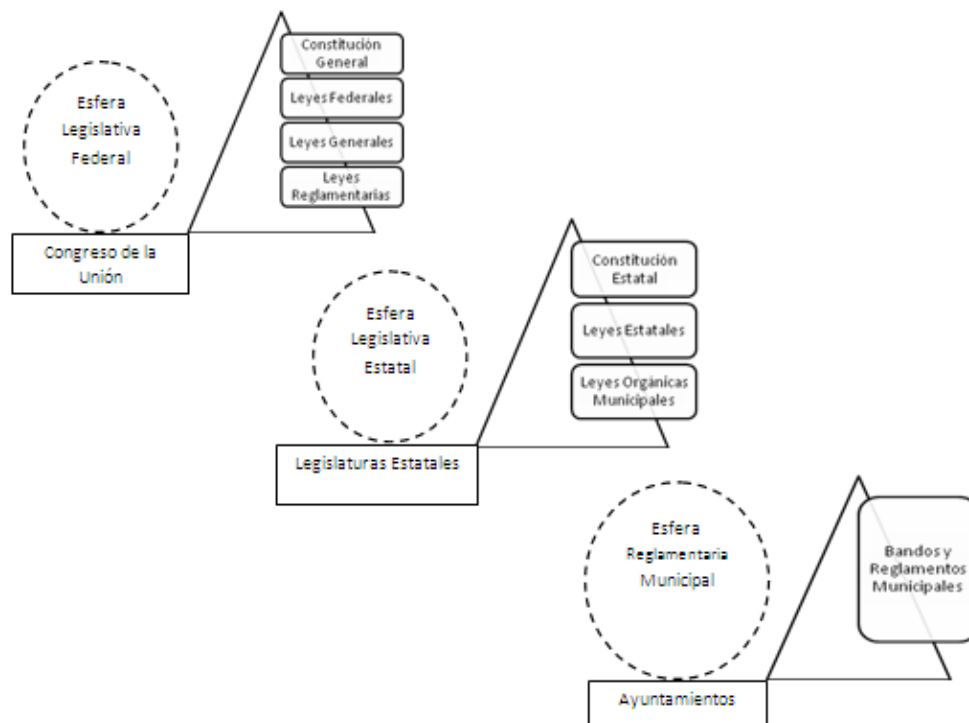 Esfera
Legislativa
Federal
Congreso de la
Unión
Constitución
General
Leyes Federales
Leyes Generales
Leyes
Reglamentarias
Esfera
Legislativa
Estatal
Legislaturas Estatales
Constitución
Estatal
Leyes Estatales
Leyes Orgánicas
Municipales
Esfera
Reglamentaria
Municipal
Ayuntamientos
Bandos y
Reglamentos
Municipales